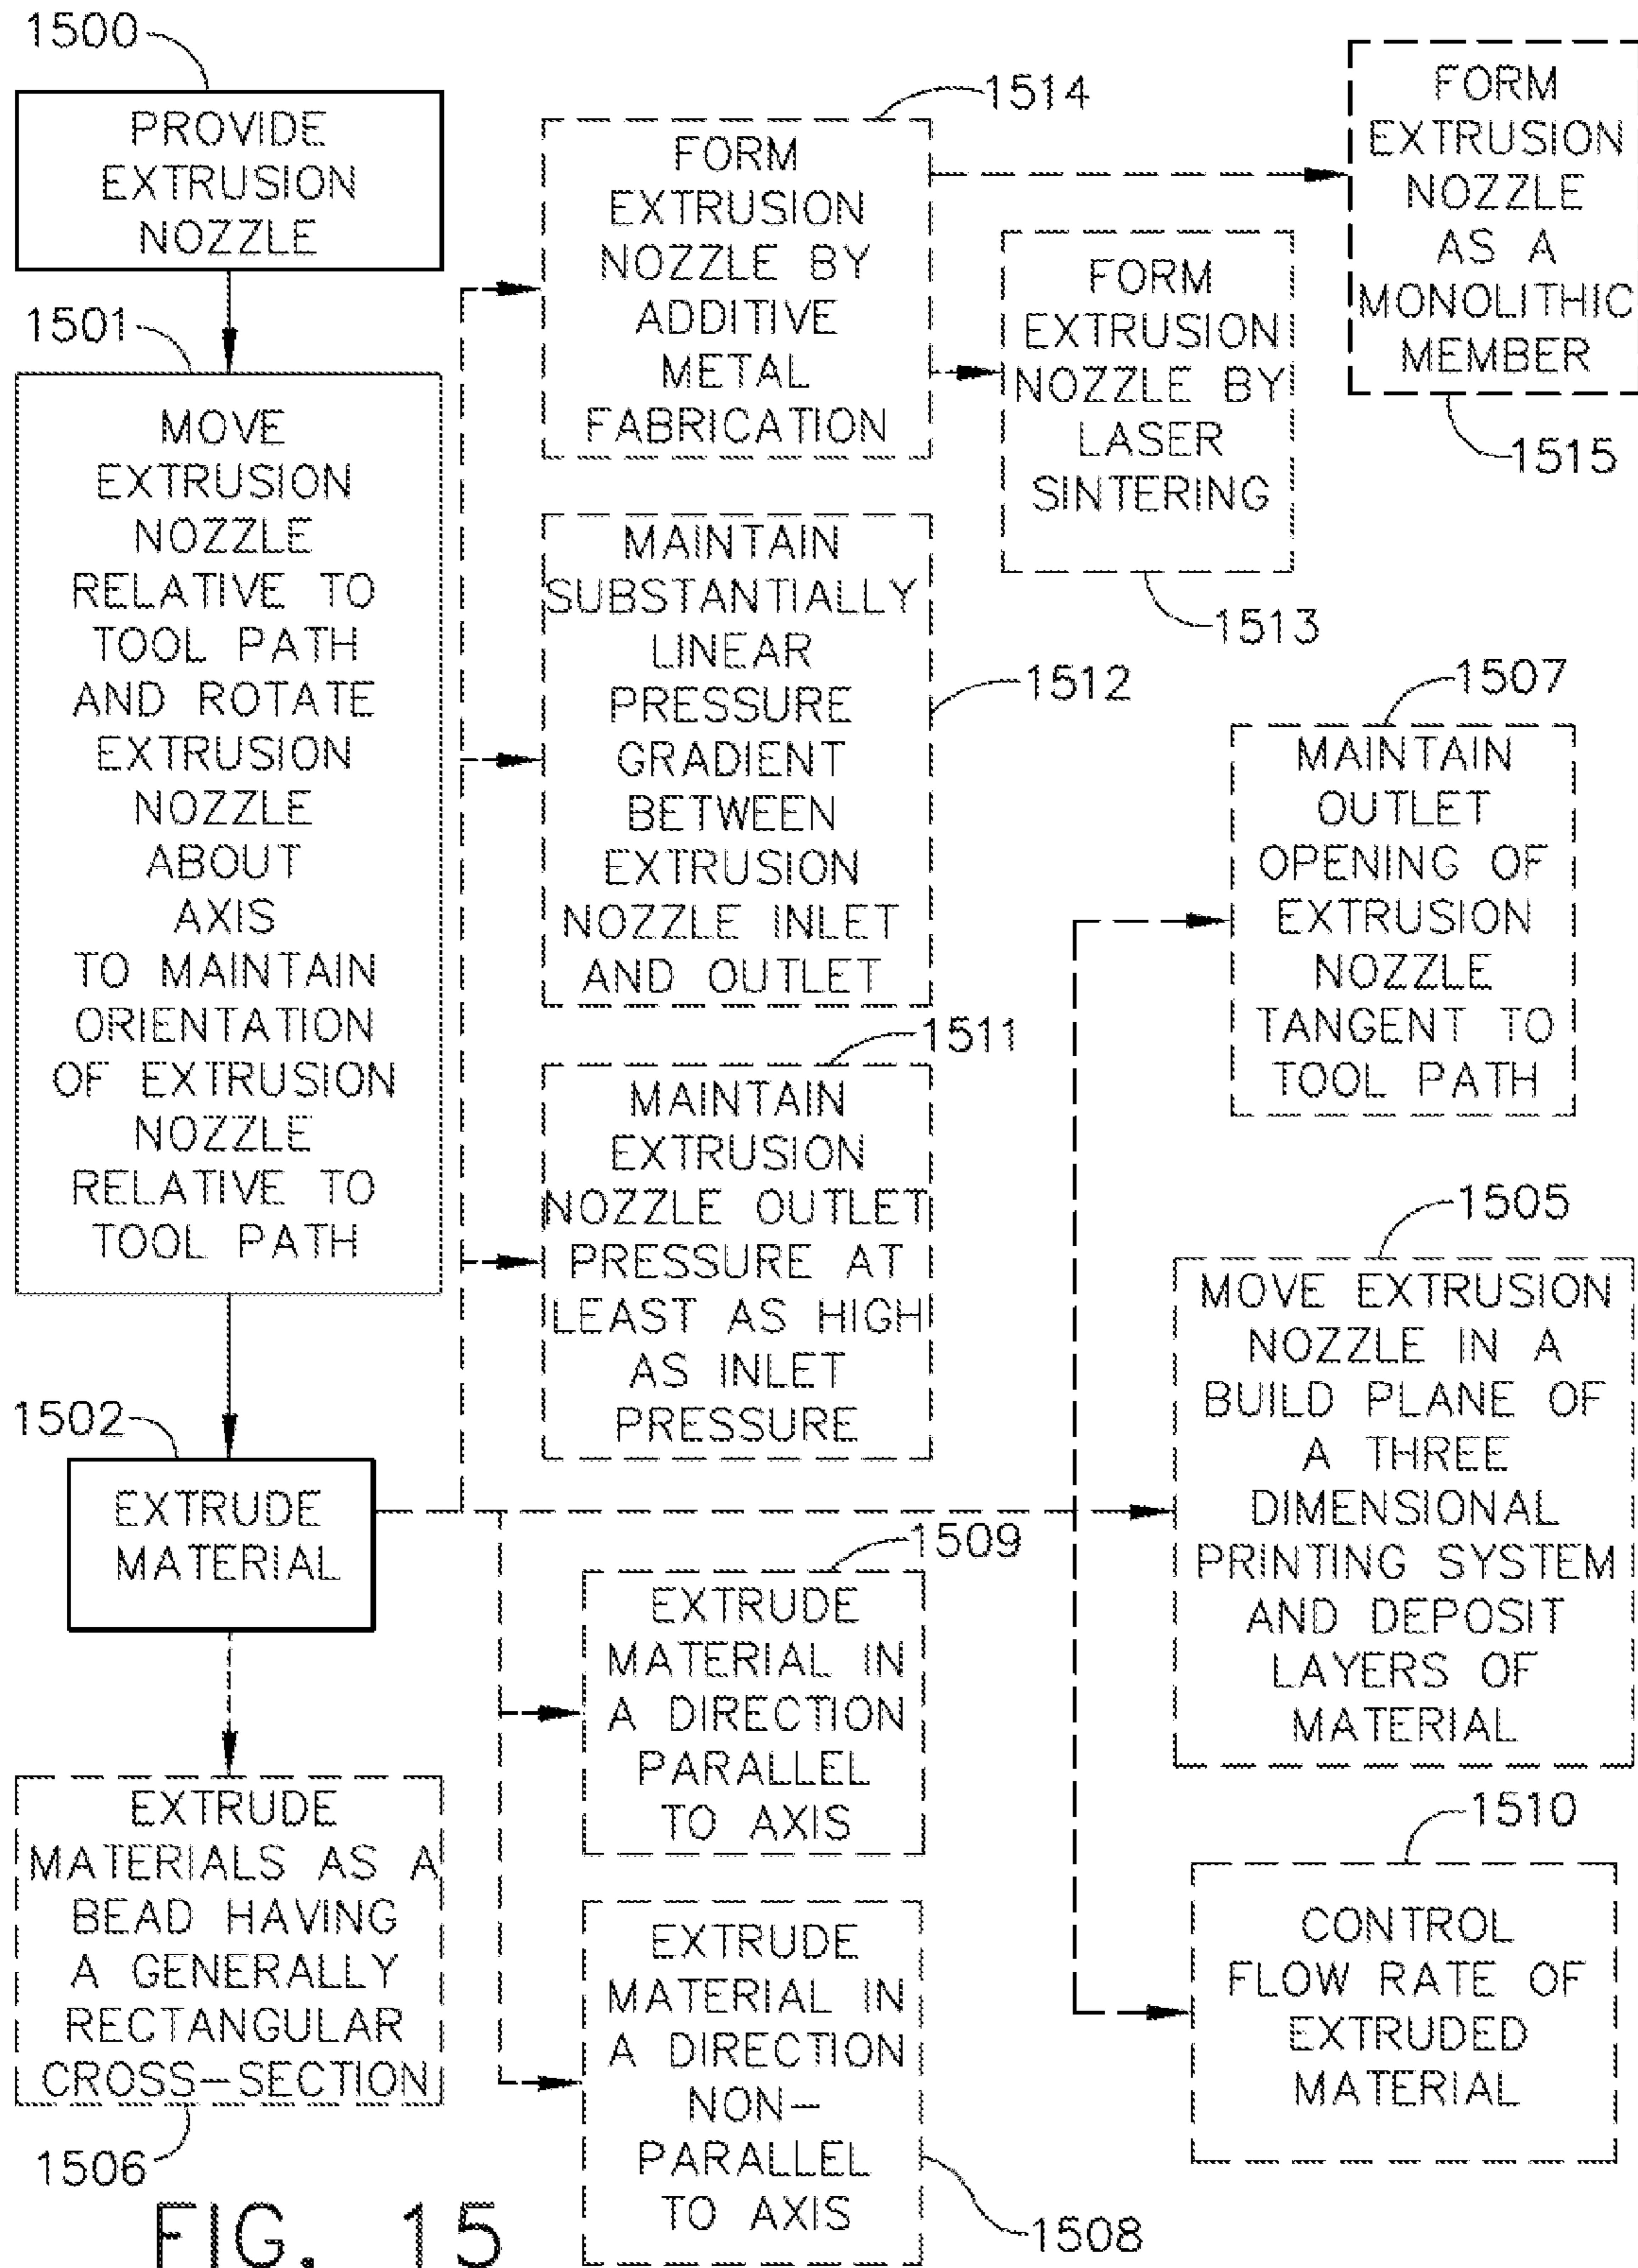 1500
PROVIDE
EXTRUSION
NOZZLE
1501
MOVE
EXTRUSION
NOZZLE
RELATIVE TO
TOOL PATH
AND ROTATE
EXTRUSION
NOZZLE
ABOUT
AXIS
TO MAINTAIN
ORIENTATION
OF EXTRUSION
NOZZLE
RELATIVE TO
TOOL PATH
1502
EXTRUDE
MATERIAL
EXTRUDE
MATERIALS AS A
BEAD HAVING
A GENERALLY
RECTANGULAR
CROSS-SECTION
1506
1514
FORM
EXTRUSION
NOZZLE BY
ADDITIVE
METAL
FABRICATION
MAINTAIN
SUBSTANTIALLY
LINEAR
PRESSURE
GRADIENT
BETWEEN
EXTRUSION
NOZZLE INLET
AND OUTLET
1512
1511
MAINTAIN
EXTRUSION
NOZZLE OUTLET
PRESSURE AT
LEAST AS HIGH
AS INLET
PRESSURE
1509
EXTRUDE
MATERIAL IN
A DIRECTION
PARALLEL
TO AXIS
EXTRUDE
MATERIAL IN
A DIRECTION
NON-
PARALLEL
TO AXIS
1508
FORM
EXTRUSION
NOZZLE BY
LASER
SINTERING
1513
FORM
EXTRUSION
NOZZLE
AS A
MONOLITHIC
MEMBER
1515
1507
MAINTAIN
OUTLET
OPENING OF
EXTRUSION
NOZZLE
TANGENT TO
TOOL PATH
1505
MOVE EXTRUSION
NOZZLE IN A
BUILD PLANE OF
A THREE
DIMENSIONAL
PRINTING SYSTEM
AND DEPOSIT
LAYERS OF
MATERIAL
1510
CONTROL
FLOW RATE OF
EXTRUDED
MATERIAL
FIG. 15